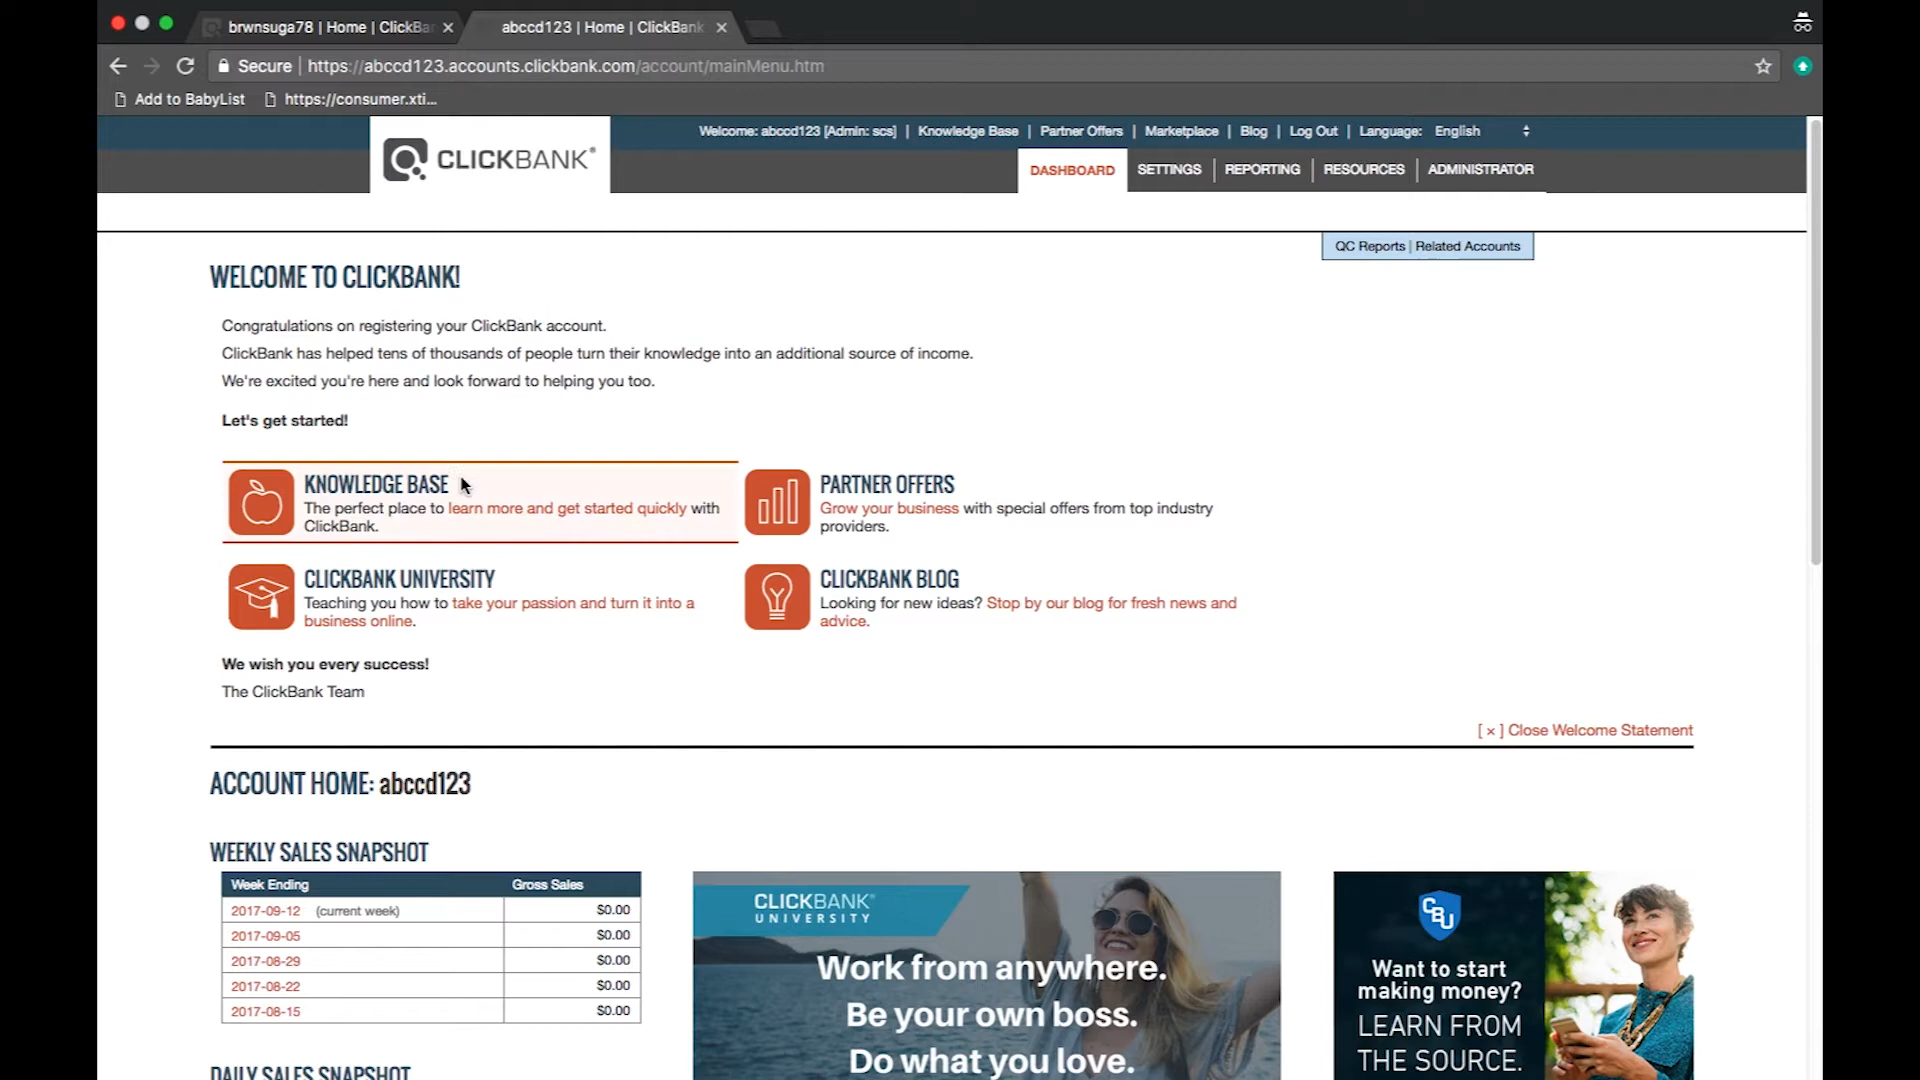 brwnsuga78 | Home | ClickBa
abccd123 | Home | ClickBank
Secure | https://abccd123.accounts.clickbank.com/account/mainMenu.htm
Add to BabyList https://consumer.xti...
CLICKBANK®
Welcome: abccd123 [Admin: scs] | Knowledge Base | Partner Offers | Marketplace | Blog | Log Out | Language: English
DASHBOARD SETTINGS REPORTING RESOURCES ADMINISTRATOR
QC Reports | Related Accounts
WELCOME TO CLICKBANK!
Congratulations on registering your ClickBank account.
ClickBank has helped tens of thousands of people turn their knowledge into an additional source of income.
We're excited you're here and look forward to helping you too.
Let's get started!
KNOWLEDGE BASE
The perfect place to learn more and get started quickly with
ClickBank.
PARTNER OFFERS
Grow your business with special offers from top industry
providers.
CLICKBANK UNIVERSITY
Teaching you how to take your passion and turn it into a
business online.
CLICKBANK BLOG
Looking for new ideas? Stop by our blog for fresh news and
advice.
We wish you every success!
The ClickBank Team
[ × ] Close Welcome Statement
ACCOUNT HOME: abccd123
WEEKLY SALES SNAPSHOT
Week Ending Gross Sales
2017-09-12 (current week) $0.00
2017-09-05 $0.00
2017-08-29 $0.00
2017-08-22 $0.00
2017-08-15 $0.00
DAILY SALES SNAPSHOT
CLICKBANK®
UNIVERSITY
Work from anywhere.
Be your own boss.
Do what you love.
CBU
Want to start
making money?
LEARN FROM
THE SOURCE.